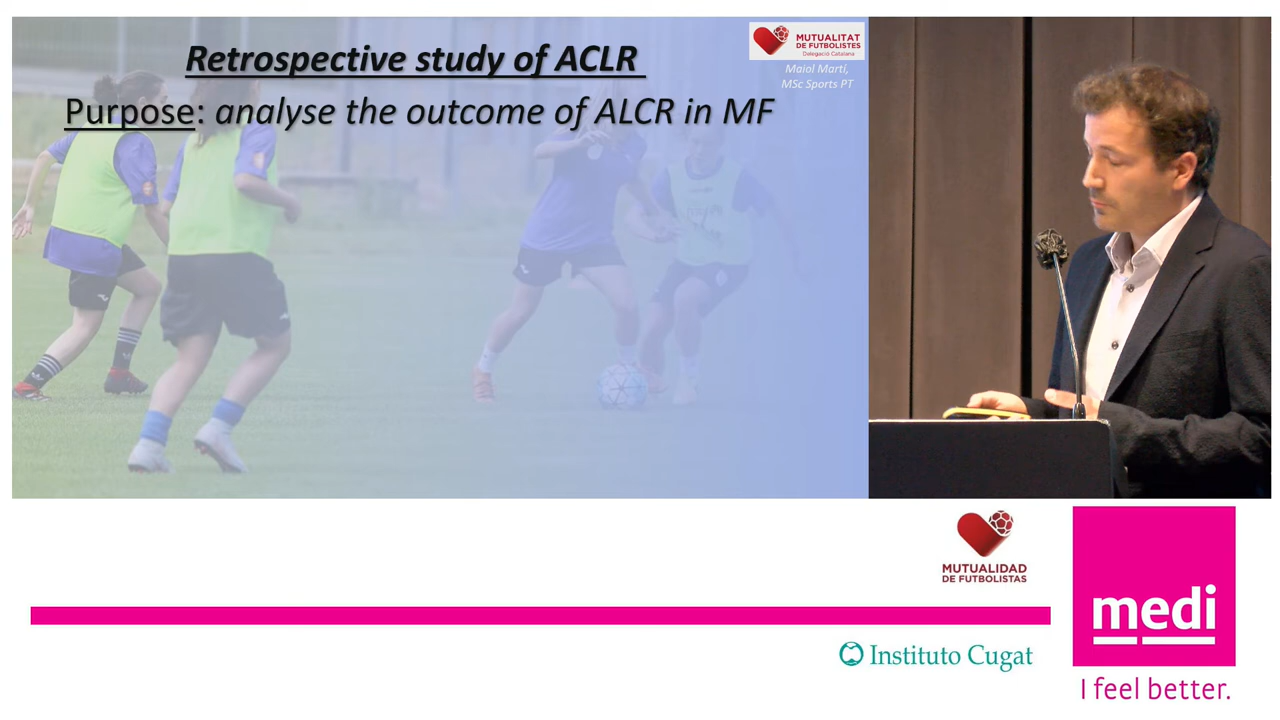 Retrospective study of ACLR
Purpose: analyse the outcome of ALCR in MF
MUTUALITAT
DE FUTBOLISTES
Delegació Catalana
Maiol Martí,
MSc Sports PT
MUTUALIDAD
DE FUTBOLISTAS
medi
Instituto Cugat
I feel better.